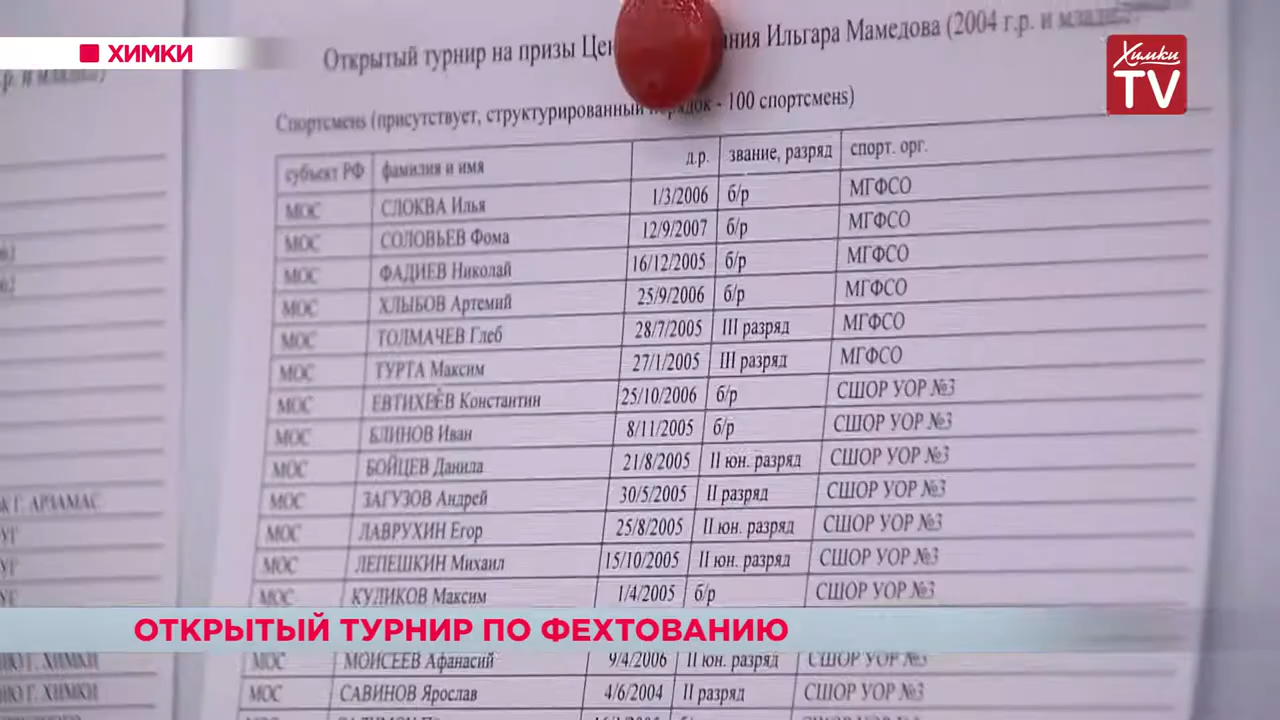 ХИМКИ
Химки
TV
Открытый турнир на призы Ильгара Мамедова (2004 г.р. и
Спортсменs (присутствует, структурированный порядок - 100 спортсменs)
субъект РФ фамилия и имя д.р. звание, разряд спорт. орг.
МОС СЛОКВА Илья 1/3/2006 б/р МГФСО
МОС СОЛОВЬЕВ Фома 12/9/2007 б/р МГФСО
МОС ФАДИЕВ Николай 16/12/2005 б/р МГФСО
МОС ХЛЫБОВ Артемий 25/9/2006 б/р МГФСО
МОС ТОЛМАЧЕВ Глеб 28/7/2005 III разряд МГФСО
МОС ТУРТА Максим 27/1/2005 III разряд МГФСО
МОС ЕВТИХЕЁВ Константин 25/10/2006 б/р СШОР УОР №3
МОС БЛИНОВ Иван 8/11/2005 б/р СШОР УОР №3
МОС БОЙЦЕВ Данила 21/8/2005 II юн. разряд СШОР УОР №3
МОС ЗАГУЗОВ Андрей 30/5/2005 II разряд СШОР УОР №3
МОС ЛАВРУХИН Егор 25/8/2005 II юн. разряд СШОР УОР №3
МОС ЛЕПЕШКИН Михаил 15/10/2005 II юн. разряд СШОР УОР №3
МОС КУЛИКОВ Максим 1/4/2005 б/р СШОР УОР №3
ОТКРЫТЫЙ ТУРНИР ПО ФЕХТОВАНИЮ
МОС МОИСЕЕВ Афанасий 9/4/2006 II юн. разряд СШОР УОР №3
МОС САВИНОВ Ярослав 4/6/2004 II разряд СШОР УОР №3
СШОР УОР №3
Г. АРЗАМАС
Г. ХИМКИ
Г. ХИМКИ